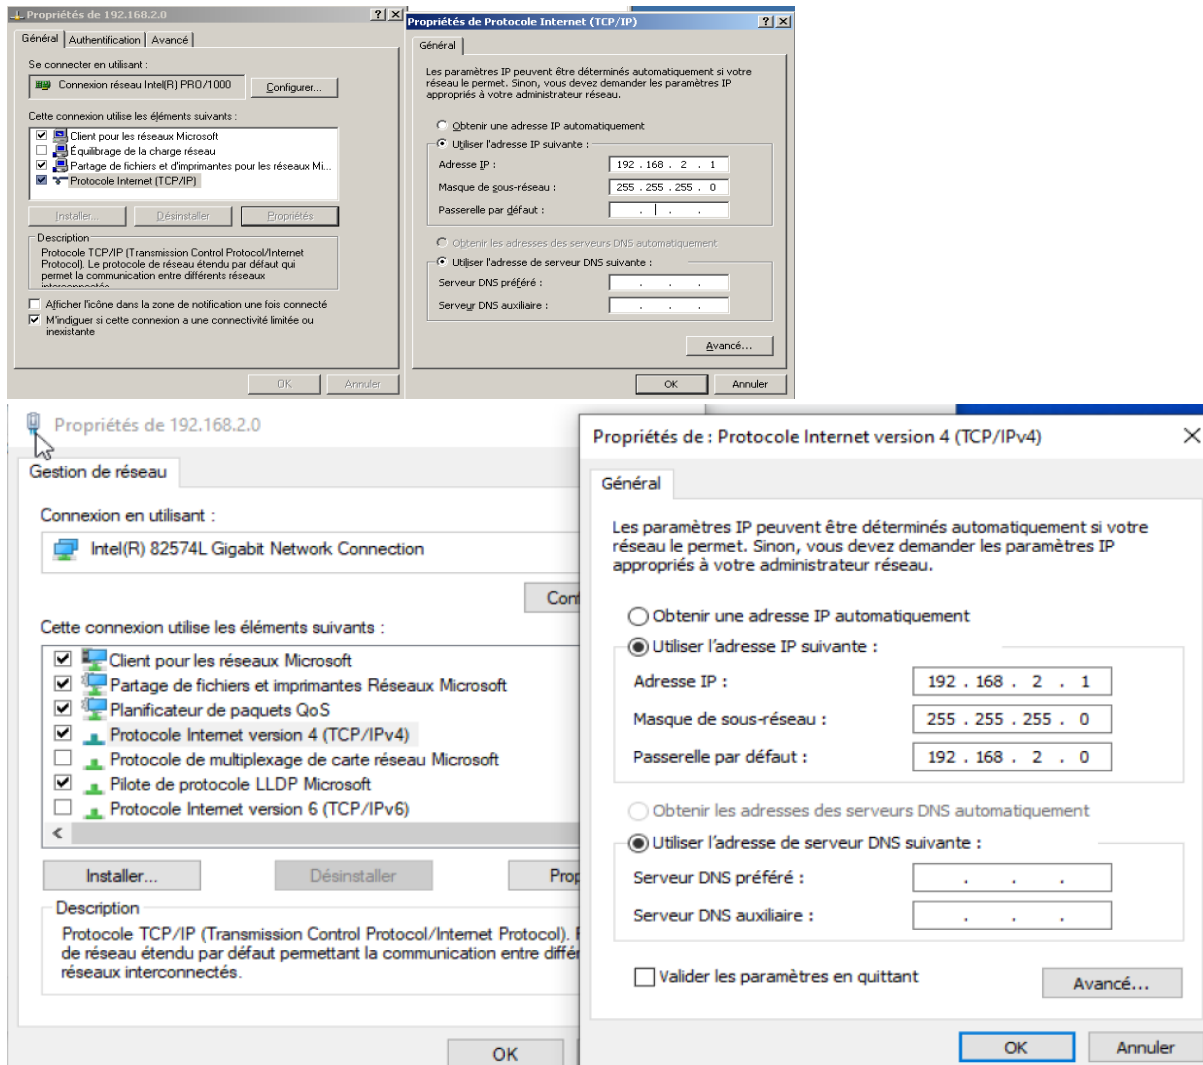 Propriétés de 192.168.2.0
Général
Authentification
Avancé
Se connecter en utilisant :
Connexion réseau Intel(R) PRO/1000
Configurer...
Cette connexion utilise les éléments suivants :
Client pour les réseaux Microsoft
Équilibrage de la charge réseau
Partage de fichiers et d'imprimantes pour les réseaux Mi...
Protocole Internet (TCP/IP)
Installer...
Désinstaller
Propriétés
Description
Protocole TCP/IP (Transmission Control Protocol/Internet
Protocol). Le protocole de réseau étendu par défaut qui
permet la communication entre différents réseaux
interconnectés.
Afficher l'icône dans la zone de notification une fois connecté
M'indiquer si cette connexion a une connectivité limitée ou
inexistante
OK
Annuler
Propriétés de Protocole Internet (TCP/IP)
Général
Les paramètres IP peuvent être déterminés automatiquement si votre
réseau le permet. Sinon, vous devez demander les paramètres IP
appropriés à votre administrateur réseau.
Obtenir une adresse IP automatiquement
Utiliser l'adresse IP suivante :
Adresse IP : 192 . 168 . 2 . 1
Masque de sous-réseau : 255 . 255 . 255 . 0
Passerelle par défaut : . . .
Obtenir les adresses des serveurs DNS automatiquement
Utiliser l'adresse de serveur DNS suivante :
Serveur DNS préféré : . . .
Serveur DNS auxiliaire : . . .
Avancé...
OK
Annuler
Propriétés de 192.168.2.0
Gestion de réseau
Connexion en utilisant :
Intel(R) 82574L Gigabit Network Connection
Conf
Cette connexion utilise les éléments suivants :
Client pour les réseaux Microsoft
Partage de fichiers et imprimantes Réseaux Microsoft
Planificateur de paquets QoS
Protocole Internet version 4 (TCP/IPv4)
Protocole de multiplexage de carte réseau Microsoft
Pilote de protocole LLDP Microsoft
Protocole Internet version 6 (TCP/IPv6)
Installer...
Désinstaller
Prop
Description
Protocole TCP/IP (Transmission Control Protocol/Internet Protocol).
de réseau étendu par défaut permettant la communication entre différ
réseaux interconnectés.
OK
Propriétés de : Protocole Internet version 4 (TCP/IPv4)
Général
Les paramètres IP peuvent être déterminés automatiquement si votre
réseau le permet. Sinon, vous devez demander les paramètres IP
appropriés à votre administrateur réseau.
Obtenir une adresse IP automatiquement
Utiliser l'adresse IP suivante :
Adresse IP : 192 . 168 . 2 . 1
Masque de sous-réseau : 255 . 255 . 255 . 0
Passerelle par défaut : 192 . 168 . 2 . 0
Obtenir les adresses des serveurs DNS automatiquement
Utiliser l'adresse de serveur DNS suivante :
Serveur DNS préféré : . . .
Serveur DNS auxiliaire : . . .
Valider les paramètres en quittant
Avancé...
OK
Annuler